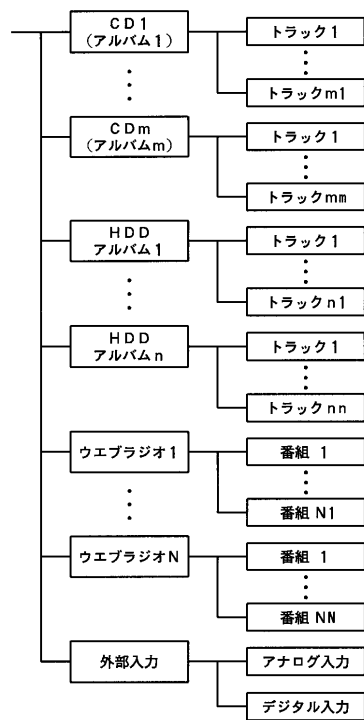 CD1
(アルバム1)
トラック1
トラックm1
CDm
(アルバムm)
トラック1
トラックmm
HDD
アルバム1
トラック1
トラックn1
HDD
アルバムn
トラック1
トラックnn
ウエブラジオ1
番組 1
番組 N1
ウエブラジオN
番組 1
番組 NN
外部入力
アナログ入力
デジタル入力